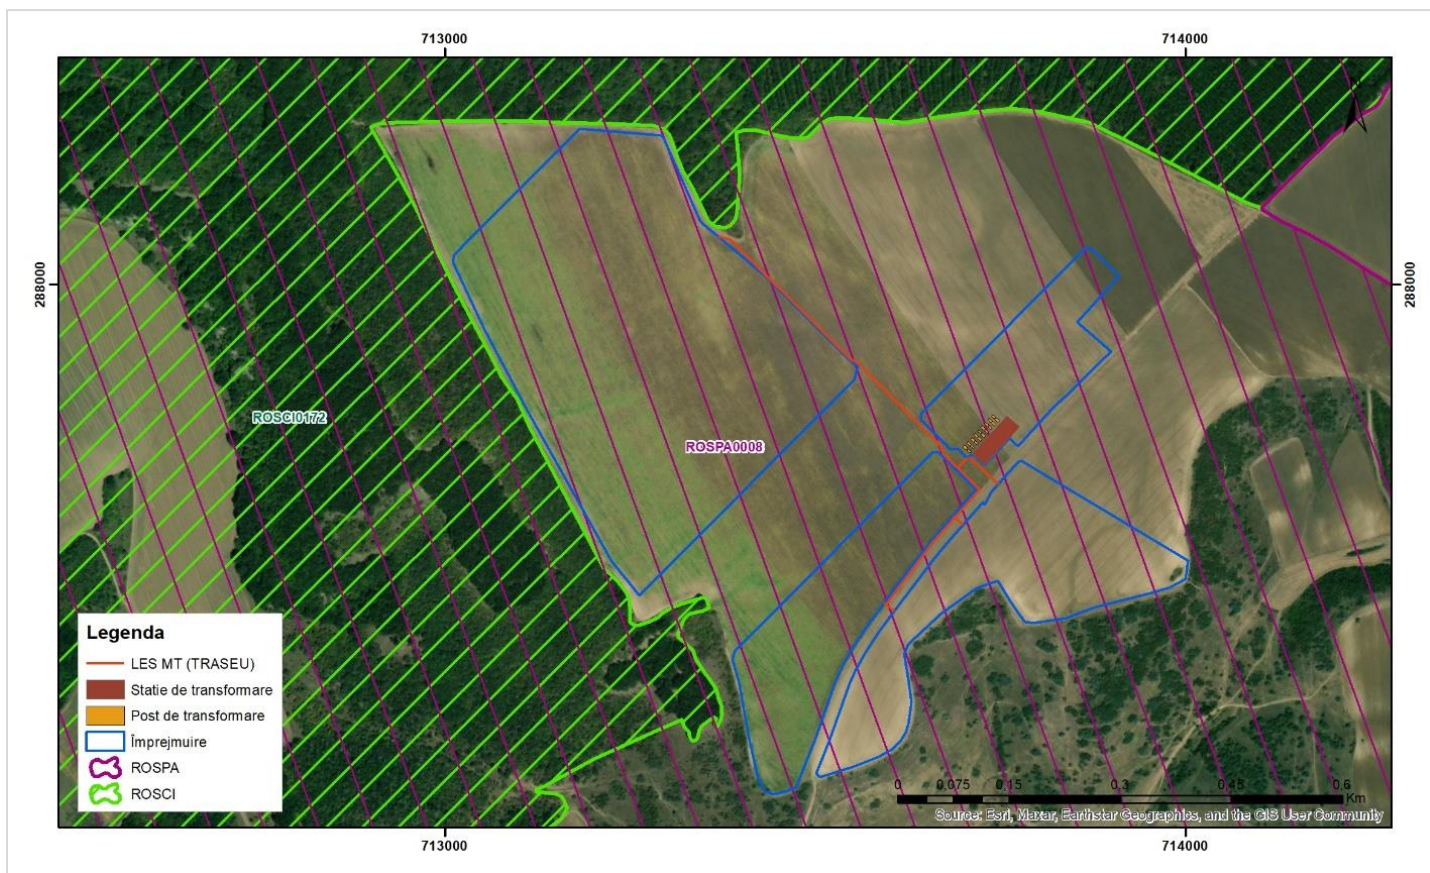 713000 714000
288000 288000
ROSCI0172
ROSPA0008
Legenda
LES MT (TRASEU)
Statie de transformare
Post de transformare
Împrejmuire
ROSPA
ROSCI
0 0.075 0.15 0.3 0.45 0.6
Km
Source: Esri, Maxar, Earthstar Geographics, and the GIS User Community
713000 714000